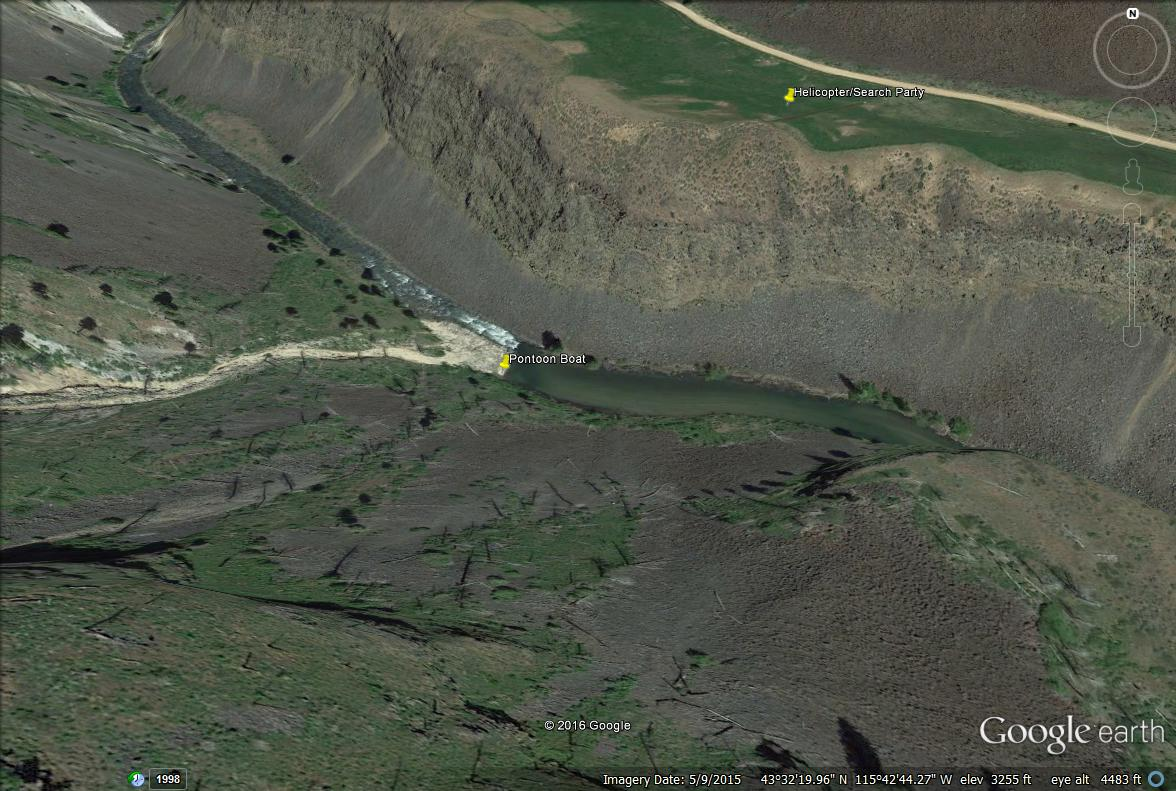 N
Helicopter/Search Party
Pontoon Boat
© 2016 Google
Google earth
1998
Imagery Date: 5/9/2015 43°32'19.96" N 115°42'44.27" W elev 3255 ft eye alt 4483 ft